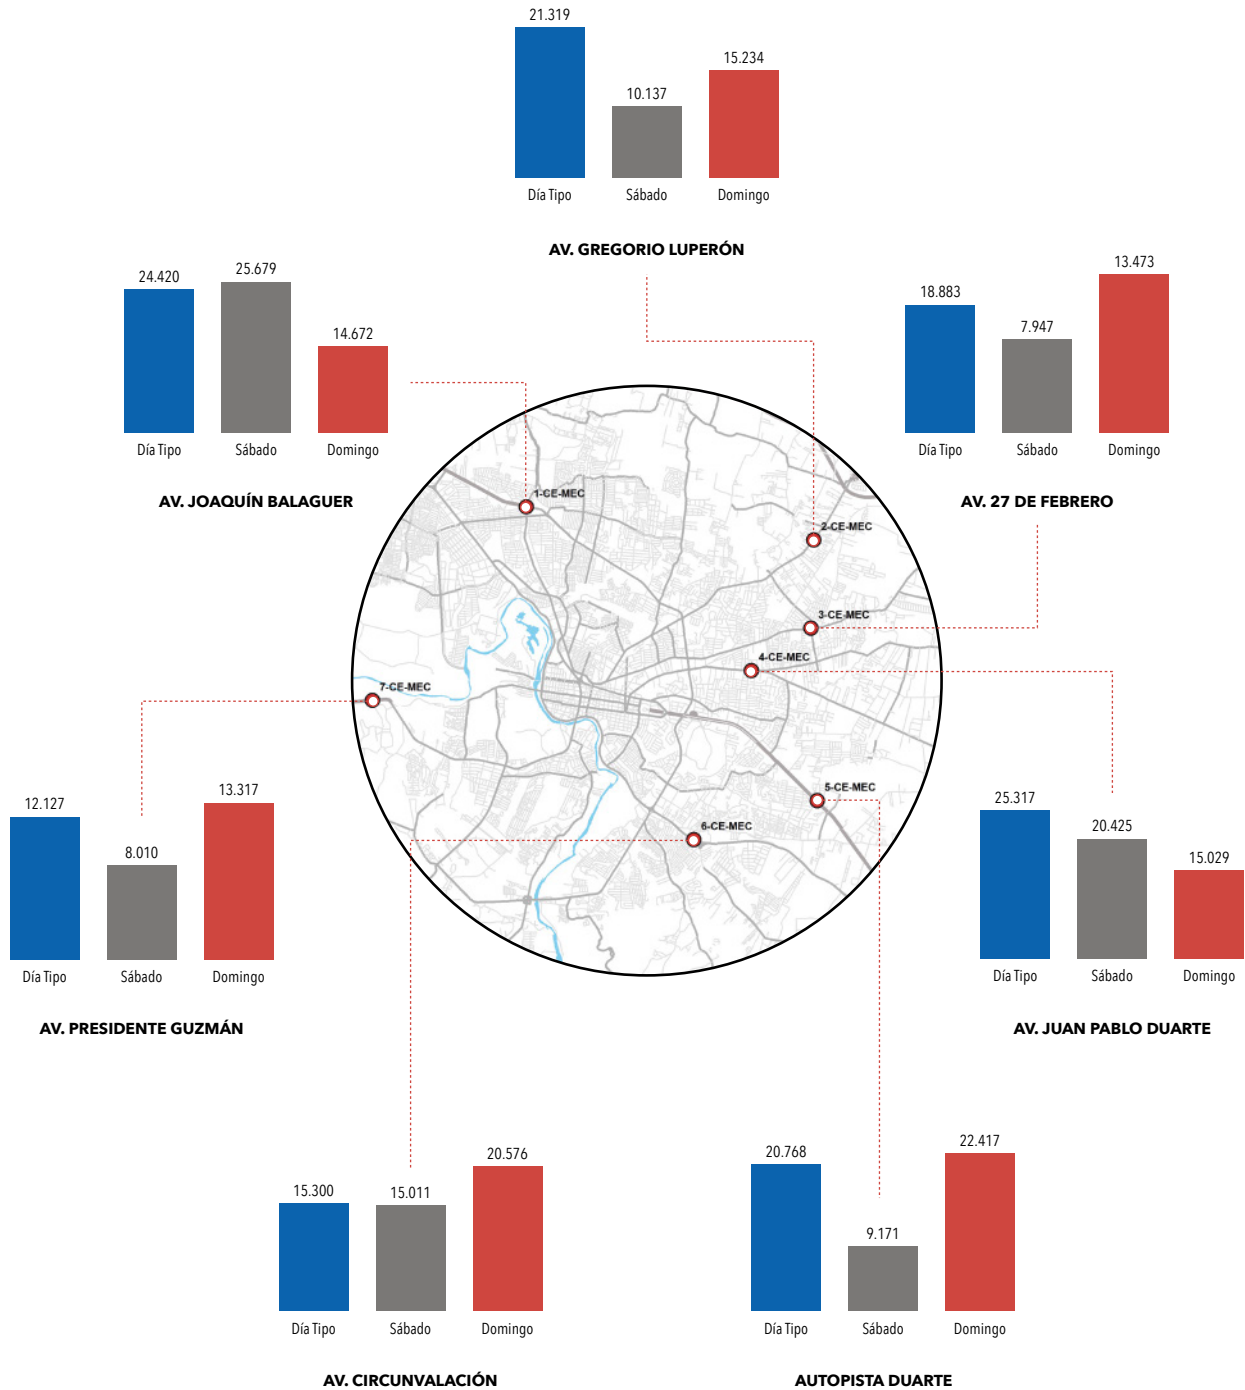 21.319
15.234
10.137
Día Tipo Sábado Domingo
AV. GREGORIO LUPERÓN
24.420 25.679
14.672
Día Tipo Sábado Domingo
AV. JOAQUÍN BALAGUER
13.473
18.883
7.947
Día Tipo Sábado Domingo
AV. 27 DE FEBRERO
1-CE-MEC
2-CE-MEC
3-CE-MEC
4-CE-MEC
7-CE-MEC
5-CE-MEC
6-CE-MEC
12.127 13.317
8.010
Día Tipo Sábado Domingo
AV. PRESIDENTE GUZMÁN
25.317
20.425
15.029
Día Tipo Sábado Domingo
AV. JUAN PABLO DUARTE
20.576
15.300 15.011
Día Tipo Sábado Domingo
AV. CIRCUNVALACIÓN
22.417
20.768
9.171
Día Tipo Sábado Domingo
AUTOPISTA DUARTE